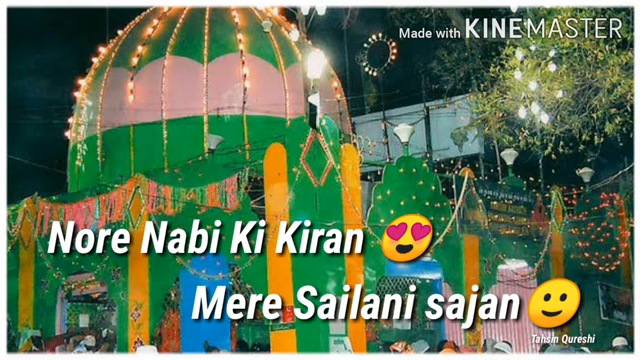 Made with KINEMASTER
Nore Nabi Ki Kiran 😍
Mere Sailani sajan🙂
Tahsin Qureshi